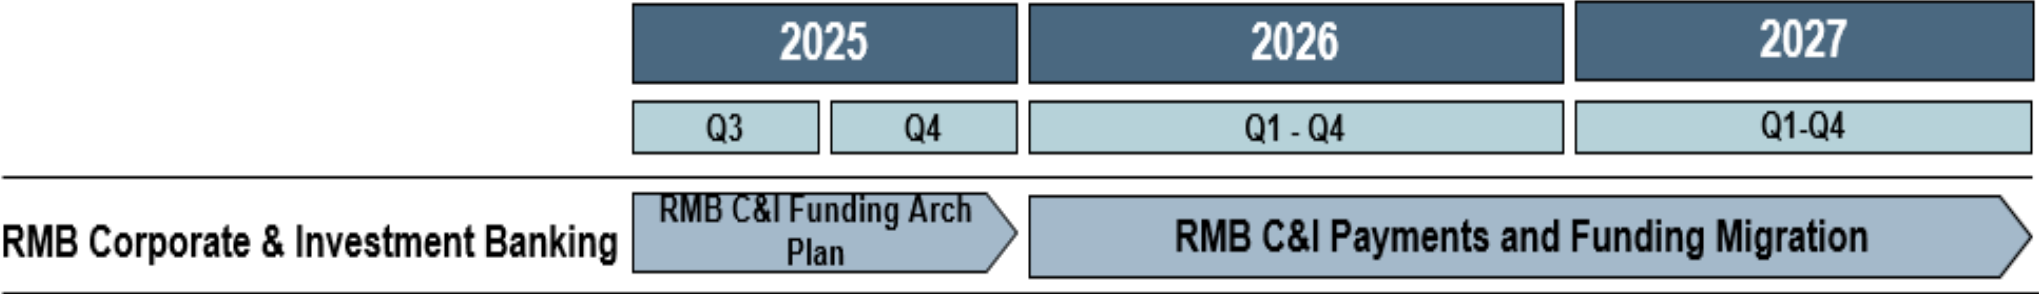 2025
2026
2027
Q3
Q4
Q1 - Q4
Q1-Q4
RMB Corporate & Investment Banking
RMB C&I Funding Arch
Plan
RMB C&I Payments and Funding Migration